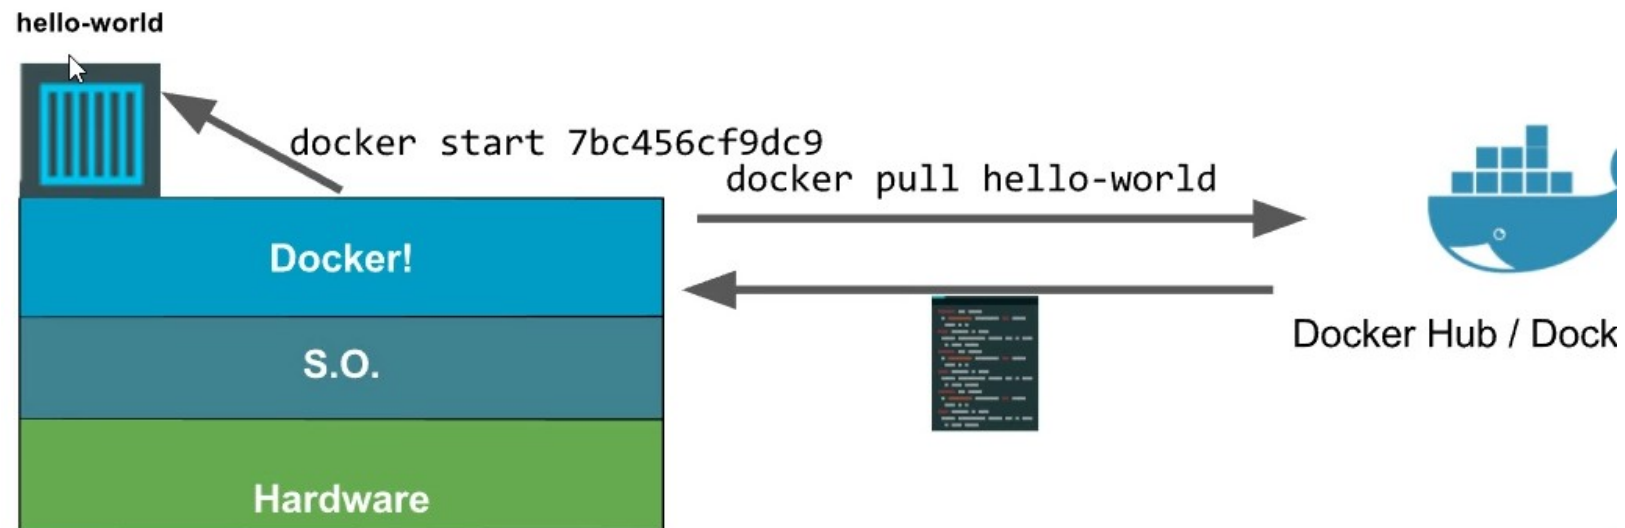 hello-world
docker start 7bc456cf9dc9
docker pull hello-world
Docker!
Docker Hub / Dock
S.O.
Hardware